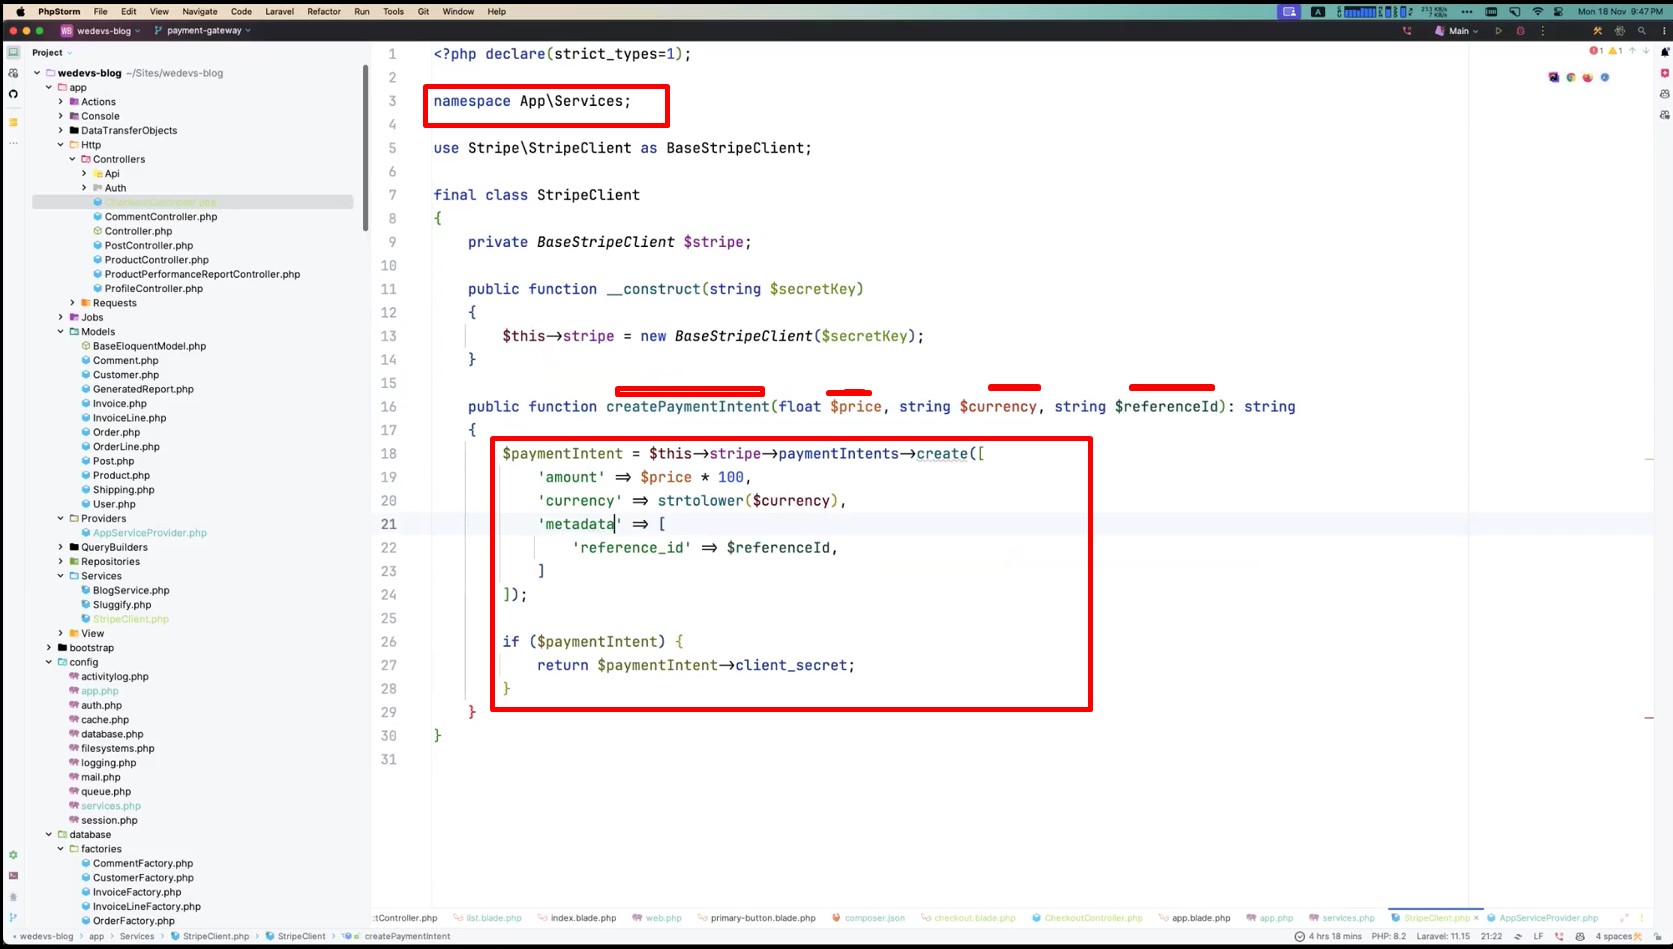 PhpStorm File Edit View Navigate Code Laravel Refactor Run Tools Git Window Help
Mon 18 Nov 9:47 PM
WB wedevs-blog payment-gateway
Main
Project
wedevs-blog ~/Sites/wedevs-blog
app
Actions
Console
DataTransferObjects
Http
Controllers
Api
Auth
CheckoutController.php
CommentController.php
Controller.php
PostController.php
ProductController.php
ProductPerformanceReportController.php
ProfileController.php
Requests
Jobs
Models
BaseEloquentModel.php
Comment.php
Customer.php
GeneratedReport.php
Invoice.php
InvoiceLine.php
Order.php
OrderLine.php
Post.php
Product.php
Shipping.php
User.php
Providers
AppServiceProvider.php
QueryBuilders
Repositories
Services
BlogService.php
Sluggify.php
StripeClient.php
View
bootstrap
config
activitylog.php
app.php
auth.php
cache.php
database.php
filesystems.php
logging.php
mail.php
queue.php
services.php
session.php
database
factories
CommentFactory.php
CustomerFactory.php
InvoiceFactory.php
InvoiceLineFactory.php
OrderFactory.php
1 <?php declare(strict_types=1);
2
3 namespace App\Services;
4
5 use Stripe\StripeClient as BaseStripeClient;
6
7 final class StripeClient
8 {
9 private BaseStripeClient $stripe;
10
11 public function __construct(string $secretKey)
12 {
13 $this->stripe = new BaseStripeClient($secretKey);
14 }
15
16 public function createPaymentIntent(float $price, string $currency, string $referenceId): string
17 {
18 $paymentIntent = $this->stripe->paymentIntents->create([
19 'amount' => $price * 100,
20 'currency' => strtolower($currency),
21 'metadata' => [
22 'reference_id' => $referenceId,
23 ]
24 ]);
25
26 if ($paymentIntent) {
27 return $paymentIntent->client_secret;
28 }
29 }
30 }
31
1 1
:tController.php list.blade.php index.blade.php web.php primary-button.blade.php composer.json checkout.blade.php CheckoutController.php app.blade.php app.php services.php StripeClient.php AppServiceProvider.php
wedevs-blog > app > Services > StripeClient.php > StripeClient > createPaymentIntent
4 hrs 18 mins PHP: 8.2 Laravel: 11.15 21:22 LF 4 spaces